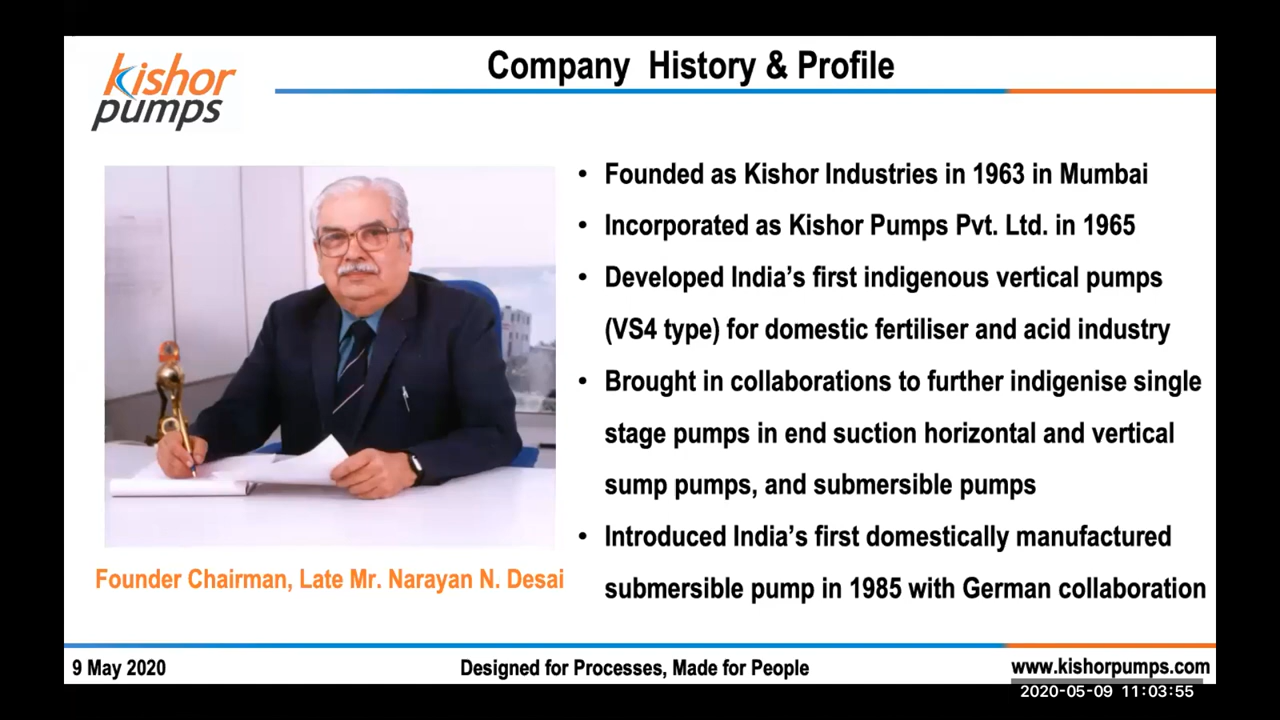 kishor
pumps
Company History & Profile
• Founded as Kishor Industries in 1963 in Mumbai
• Incorporated as Kishor Pumps Pvt. Ltd. in 1965
• Developed India’s first indigenous vertical pumps
(VS4 type) for domestic fertiliser and acid industry
• Brought in collaborations to further indigenise single
stage pumps in end suction horizontal and vertical
sump pumps, and submersible pumps
• Introduced India’s first domestically manufactured
submersible pump in 1985 with German collaboration
Founder Chairman, Late Mr. Narayan N. Desai
9 May 2020
Designed for Processes, Made for People
www.kishorpumps.com
2020-05-09 11:03:55